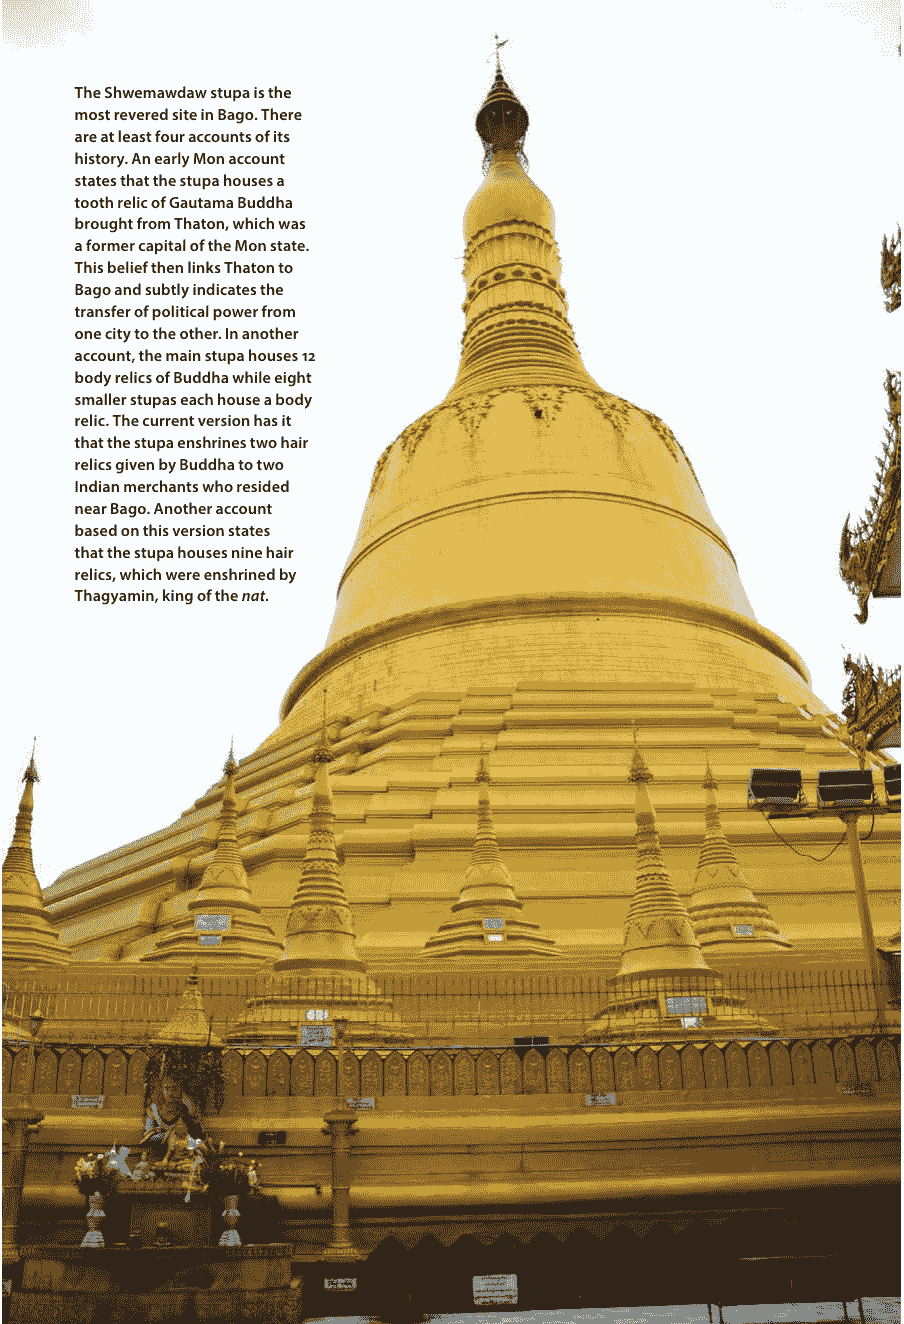 The Shwemawdaw stupa is the
most revered site in Bago. There
are at least four accounts of its
history. An early Mon account
states that the stupa houses a
tooth relic of Gautama Buddha
brought from Thaton, which was
a former capital of the Mon state.
This belief then links Thaton to
Bago and subtly indicates the
transfer of political power from
one city to the other. In another
account, the main stupa houses 12
body relics of Buddha while eight
smaller stupas each house a body
relic. The current version has it
that the stupa enshrines two hair
relics given by Buddha to two
Indian merchants who resided
near Bago. Another account
based on this version states
that the stupa houses nine hair
relics, which were enshrined by
Thagyamin, king of the nat.